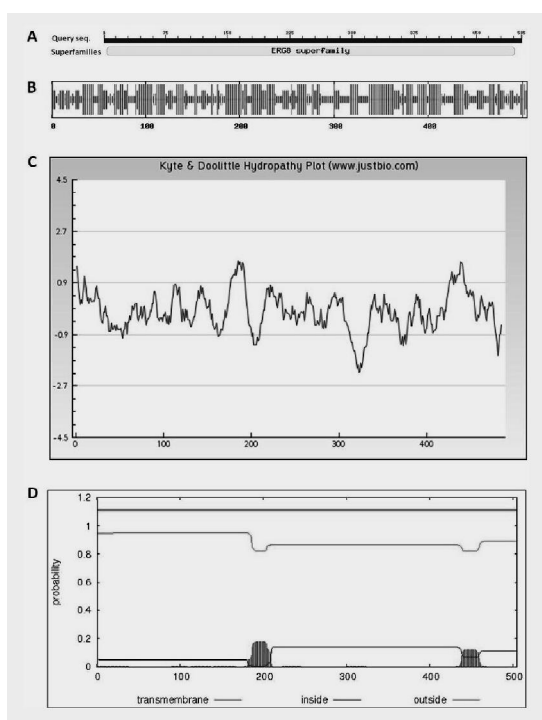 A
Query seq.
Superfamilies
ERG8 superfamily
B
0 100 200 300 400
C
Kyte & Doolittle Hydropathy Plot (www.justbio.com)
4.5
2.7
0.9
-0.9
-2.7
-4.5
0 100 200 300 400
D
1.2
1
0.8
0.6
0.4
0.2
0
probability
0 100 200 300 400 500
transmembrane inside outside